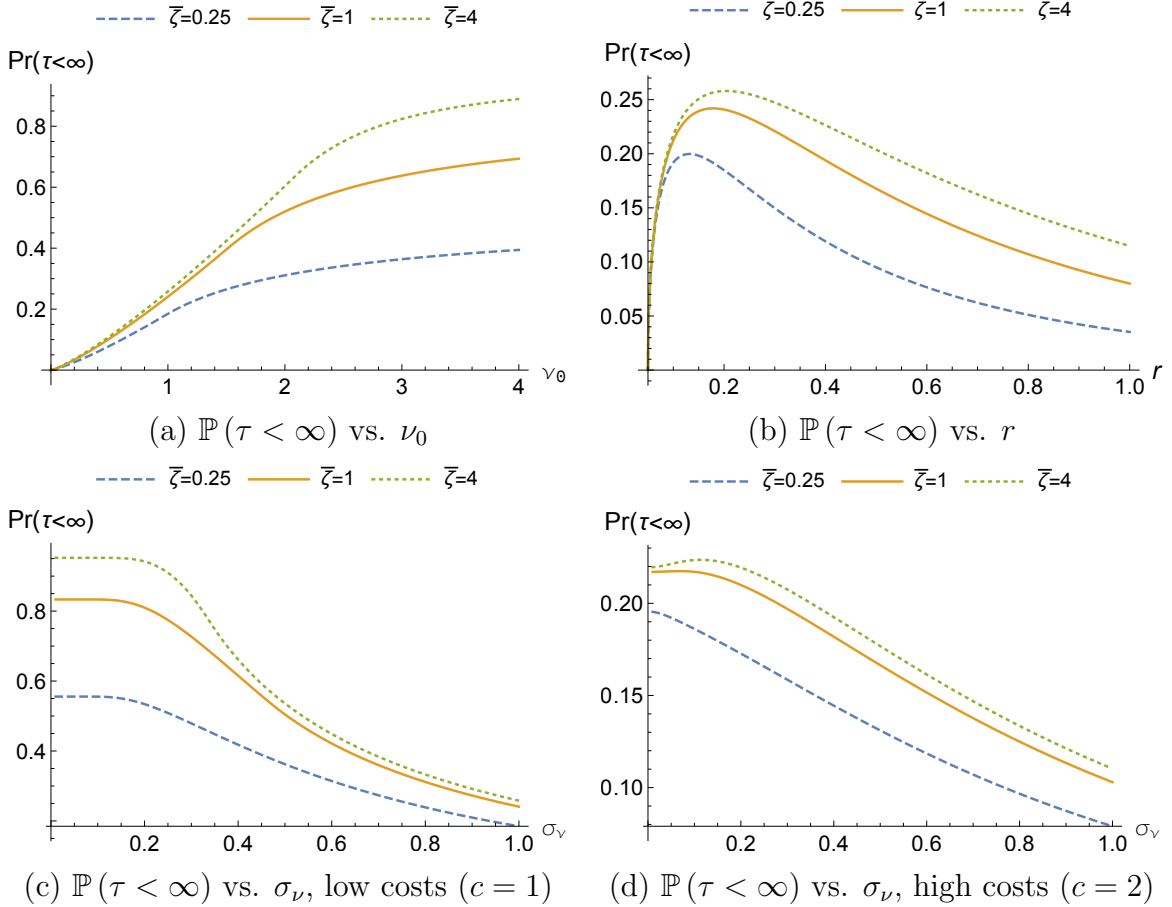 ζ̅=0.25 ζ̅=1 ζ̅=4
Pr(τ<∞)
0.8
0.6
0.4
0.2
1 2 3 4 ν₀
(a) ℙ (τ < ∞) vs. ν₀
ζ=0.25 ζ=1 ζ=4
Pr(τ<∞)
0.25
0.20
0.15
0.10
0.05
0.2 0.4 0.6 0.8 1.0 r
(b) ℙ (τ < ∞) vs. r
ζ̅=0.25 ζ̅=1 ζ̅=4
Pr(τ<∞)
0.8
0.6
0.4
0.2 0.4 0.6 0.8 1.0 σᵥ
(c) ℙ (τ < ∞) vs. σᵥ, low costs (c = 1)
ζ̅=0.25 ζ̅=1 ζ̅=4
Pr(τ<∞)
0.20
0.15
0.10
0.2 0.4 0.6 0.8 1.0 σᵥ
(d) ℙ (τ < ∞) vs. σᵥ, high costs (c = 2)